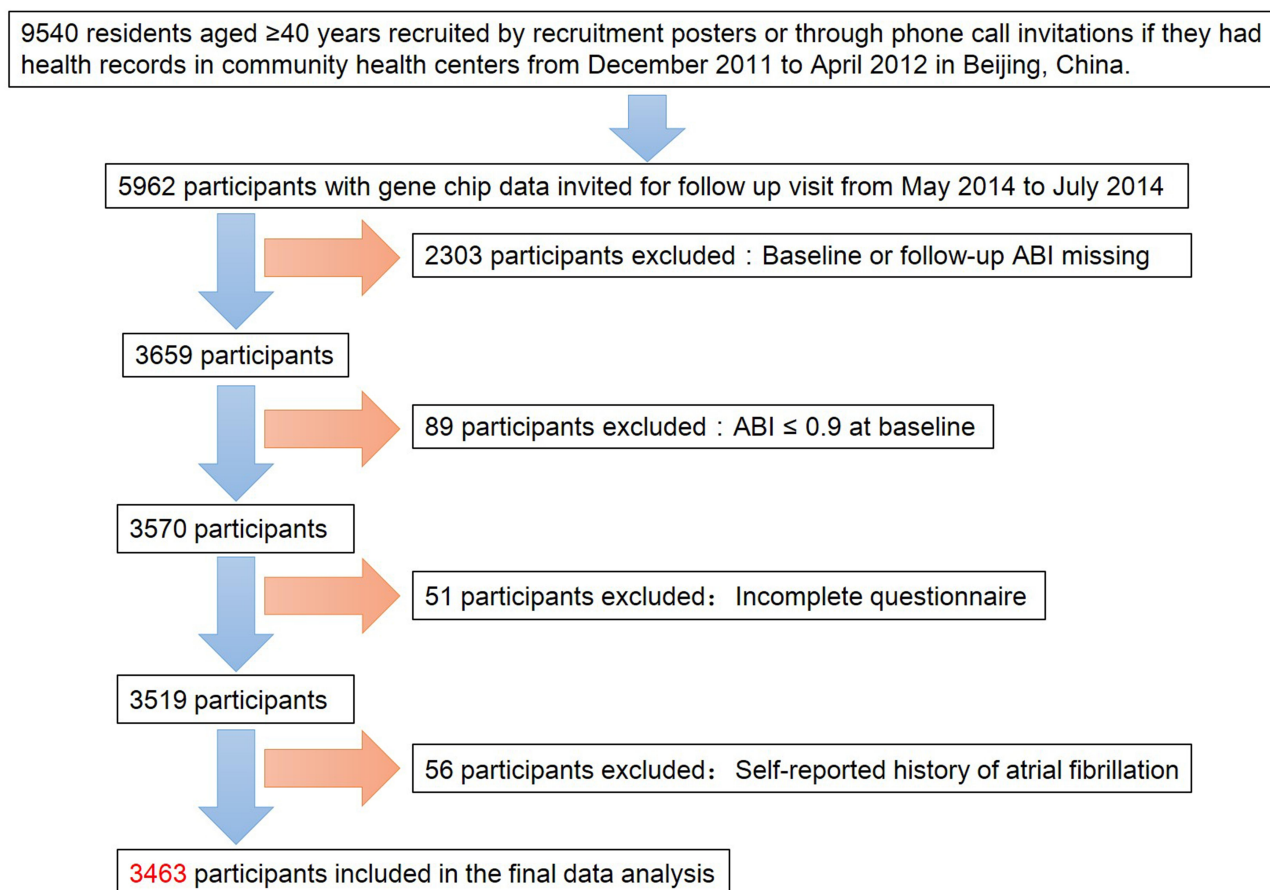 9540 residents aged ≥40 years recruited by recruitment posters or through phone call invitations if they had
health records in community health centers from December 2011 to April 2012 in Beijing, China.
5962 participants with gene chip data invited for follow up visit from May 2014 to July 2014
2303 participants excluded：Baseline or follow-up ABI missing
3659 participants
89 participants excluded：ABI ≤ 0.9 at baseline
3570 participants
51 participants excluded： Incomplete questionnaire
3519 participants
56 participants excluded： Self-reported history of atrial fibrillation
3463 participants included in the final data analysis